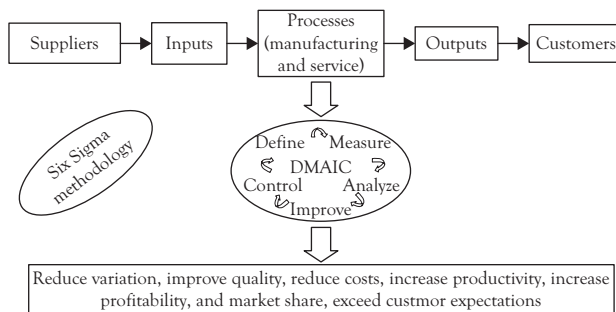 Suppliers
Inputs
Processes
(manufacturing
and service)
Outputs
Customers
Six Sigma
methodology
Define
Measure
DMAIC
Control
Analyze
Improve
Reduce variation, improve quality, reduce costs, increase productivity, increase
profitability, and market share, exceed custmor expectations